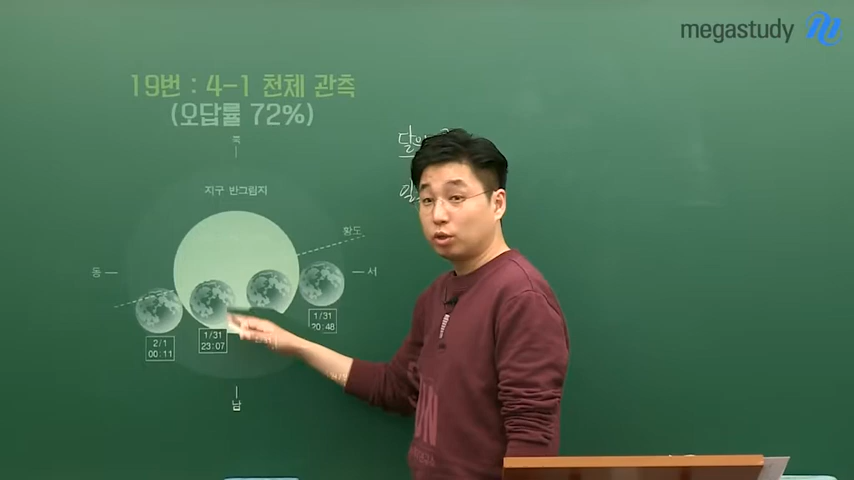 megastudy
19번 : 4-1 천체 관측
(오답률 72%)
북
지구 반그림자
황도
동
서
1/31
20:48
1/31
23:07
2/1
00:11
남